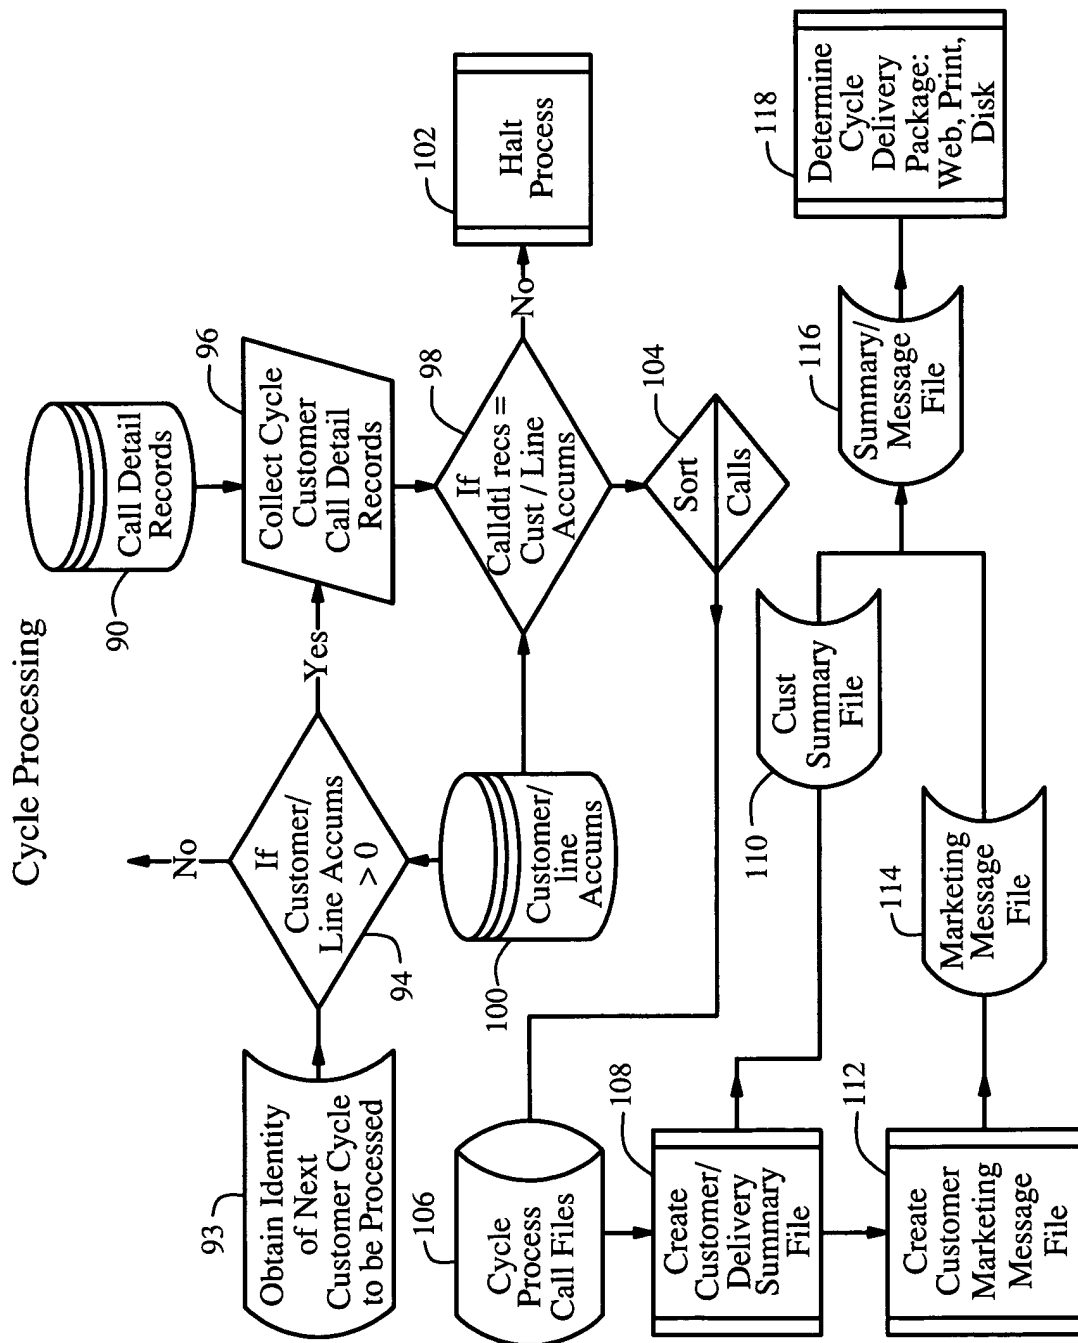 Cycle Processing
90
Call Detail
Records
93
Obtain Identity
of Next
Customer Cycle
to be Processed
94
If
Customer/
Line Accums
> 0
No
Yes
96
Collect Cycle
Customer
Call Detail
Records
100
Customer/
line
Accums
98
If
Calldtl recs =
Cust / Line
Accums
No
102
Halt
Process
104
Sort
Calls
106
Cycle
Process
Call Files
108
Create
Customer/
Delivery
Summary
File
110
Cust
Summary
File
112
Create
Customer
Marketing
Message
File
114
Marketing
Message
File
116
Summary/
Message
File
118
Determine
Cycle
Delivery
Package:
Web, Print,
Disk